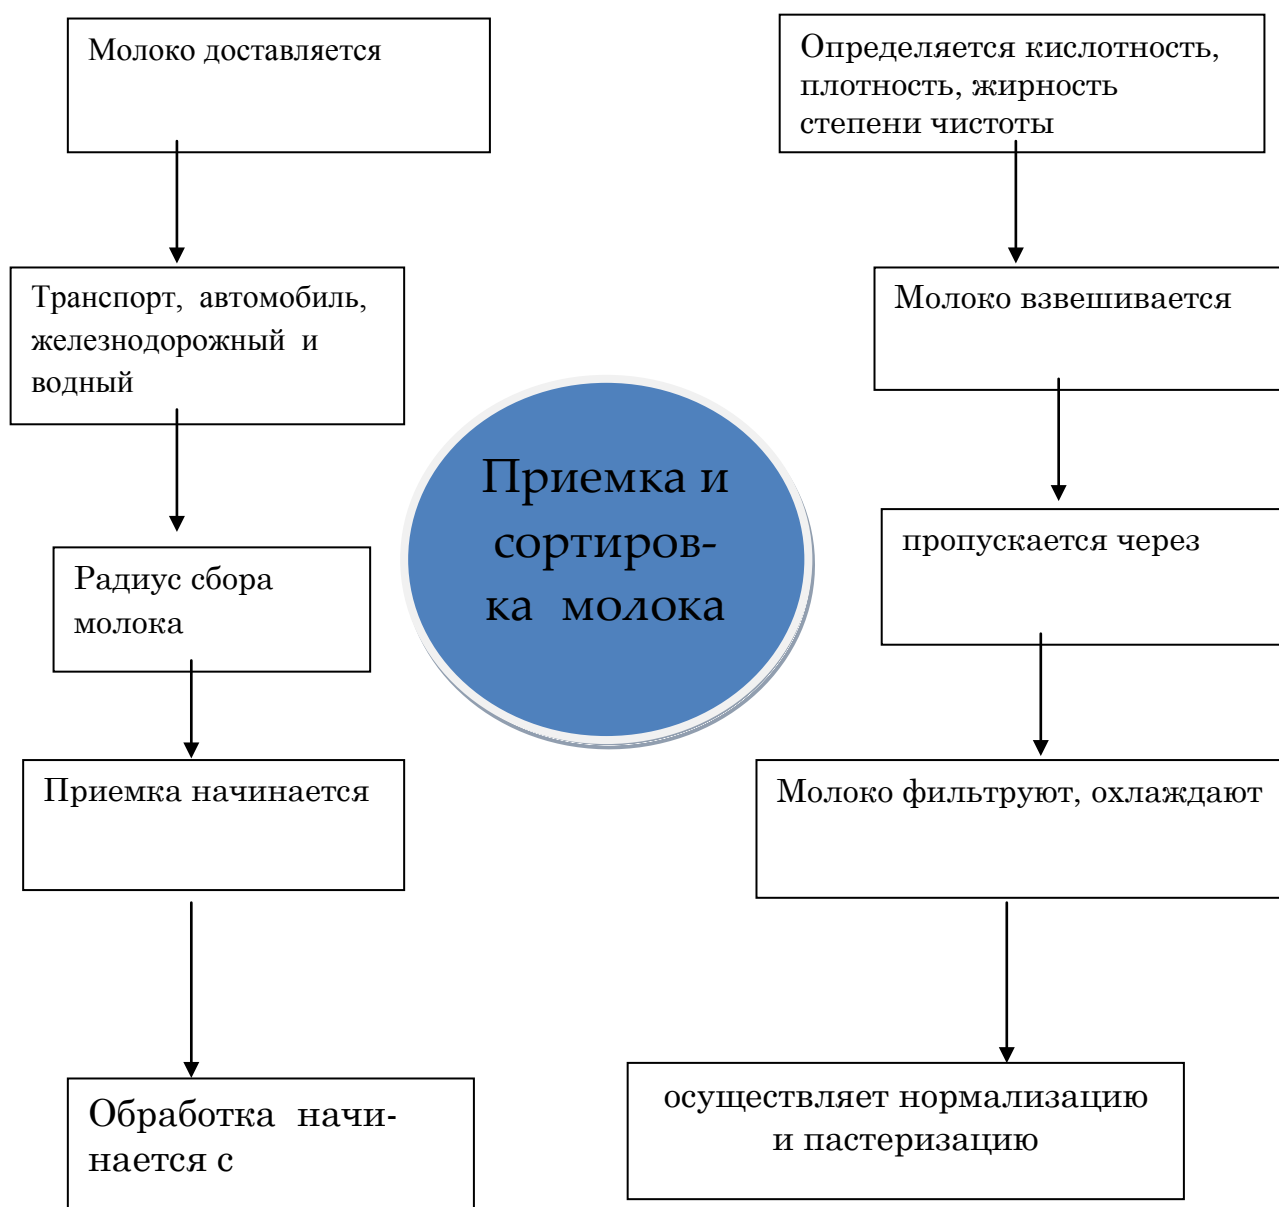 Молоко доставляется
Транспорт, автомобиль,
железнодорожный и
водный
Радиус сбора
молока
Приемка начинается
Обработка начи-
нается с
Приемка и
сортиров-
ка молока
Определяется кислотность,
плотность, жирность
степени чистоты
Молоко взвешивается
пропускается через
Молоко фильтруют, охлаждают
осуществляет нормализацию
и пастеризацию